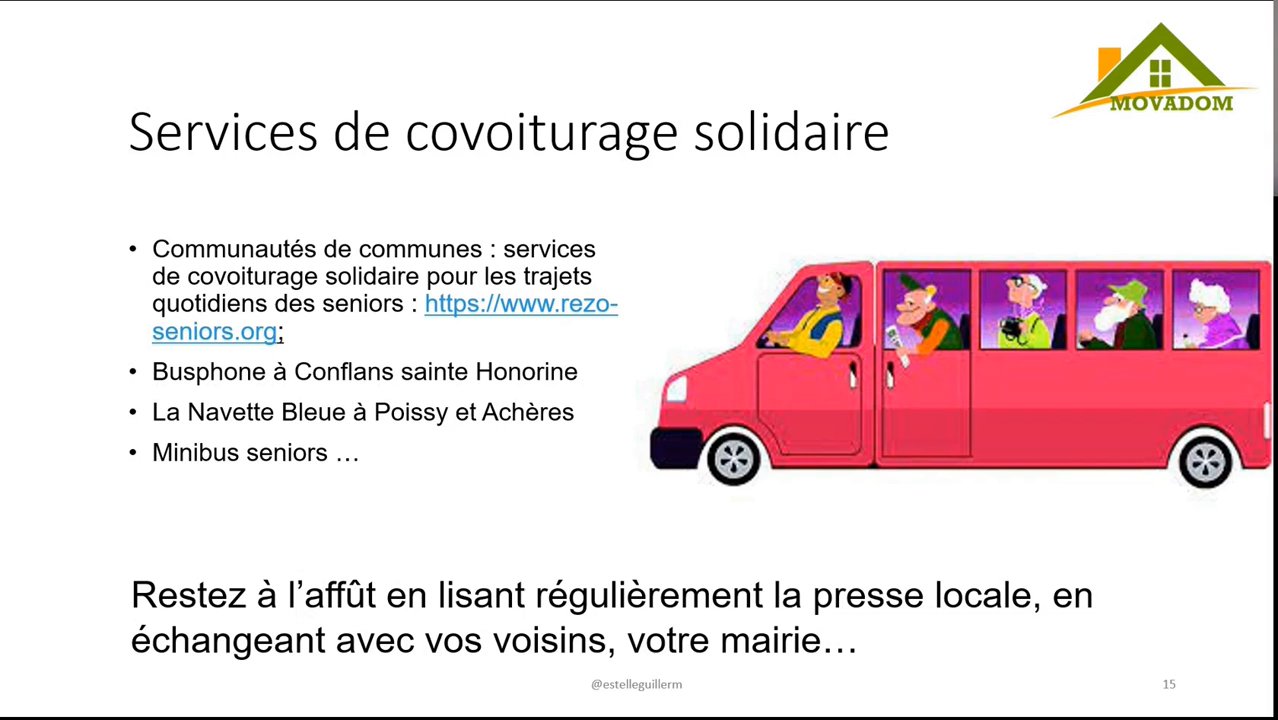 MOVADOM
Services de covoiturage solidaire
• Communautés de communes : services
de covoiturage solidaire pour les trajets
quotidiens des seniors : https://www.rezo-
seniors.org;
• Busphone à Conflans sainte Honorine
• La Navette Bleue à Poissy et Achères
• Minibus seniors …
Restez à l’affût en lisant régulièrement la presse locale, en
échangeant avec vos voisins, votre mairie…
@estelleguillerm
15